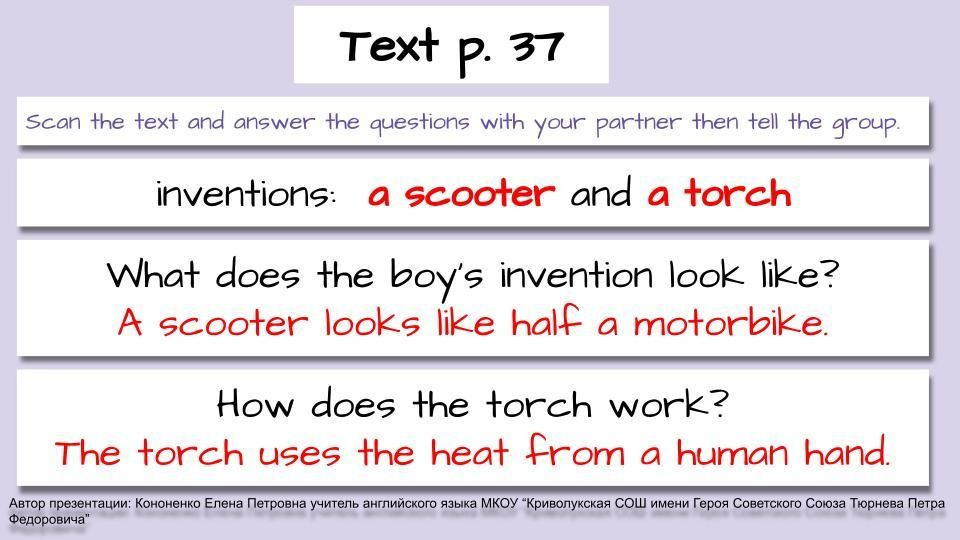 Text p. 37
Scan the text and answer the questions with your partner then tell the group.
inventions: a scooter and a torch
What does the boy's invention look like?
A scooter looks like half a motorbike.
How does the torch work?
The torch uses the heat from a human hand.
Автор презентации: Кононенко Елена Петровна учитель английского языка МКОУ “Криволукская СОШ имени Героя Советского Союза Тюрнева Петра
Федоровича”